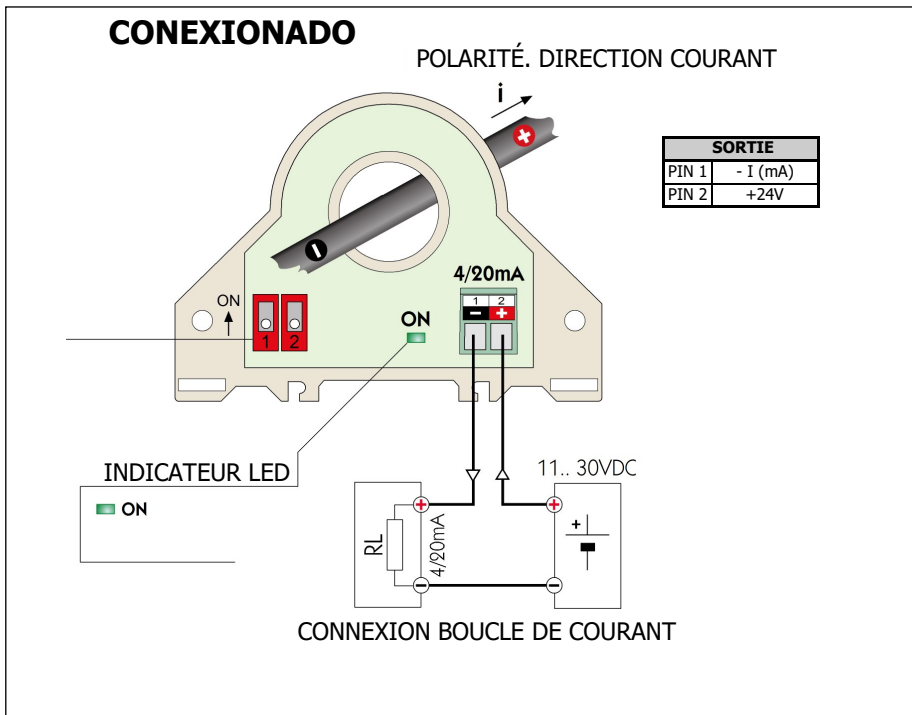 CONEXIONADO
POLARITÉ. DIRECTION COURANT
i
+
SORTIE
PIN 1 - I (mA)
PIN 2 +24V
-
4/20mA
ON
1 2
- +
ON
1 2
INDICATEUR LED
ON
11.. 30VDC
+ +
RL
4/20mA
+
- -
CONNEXION BOUCLE DE COURANT